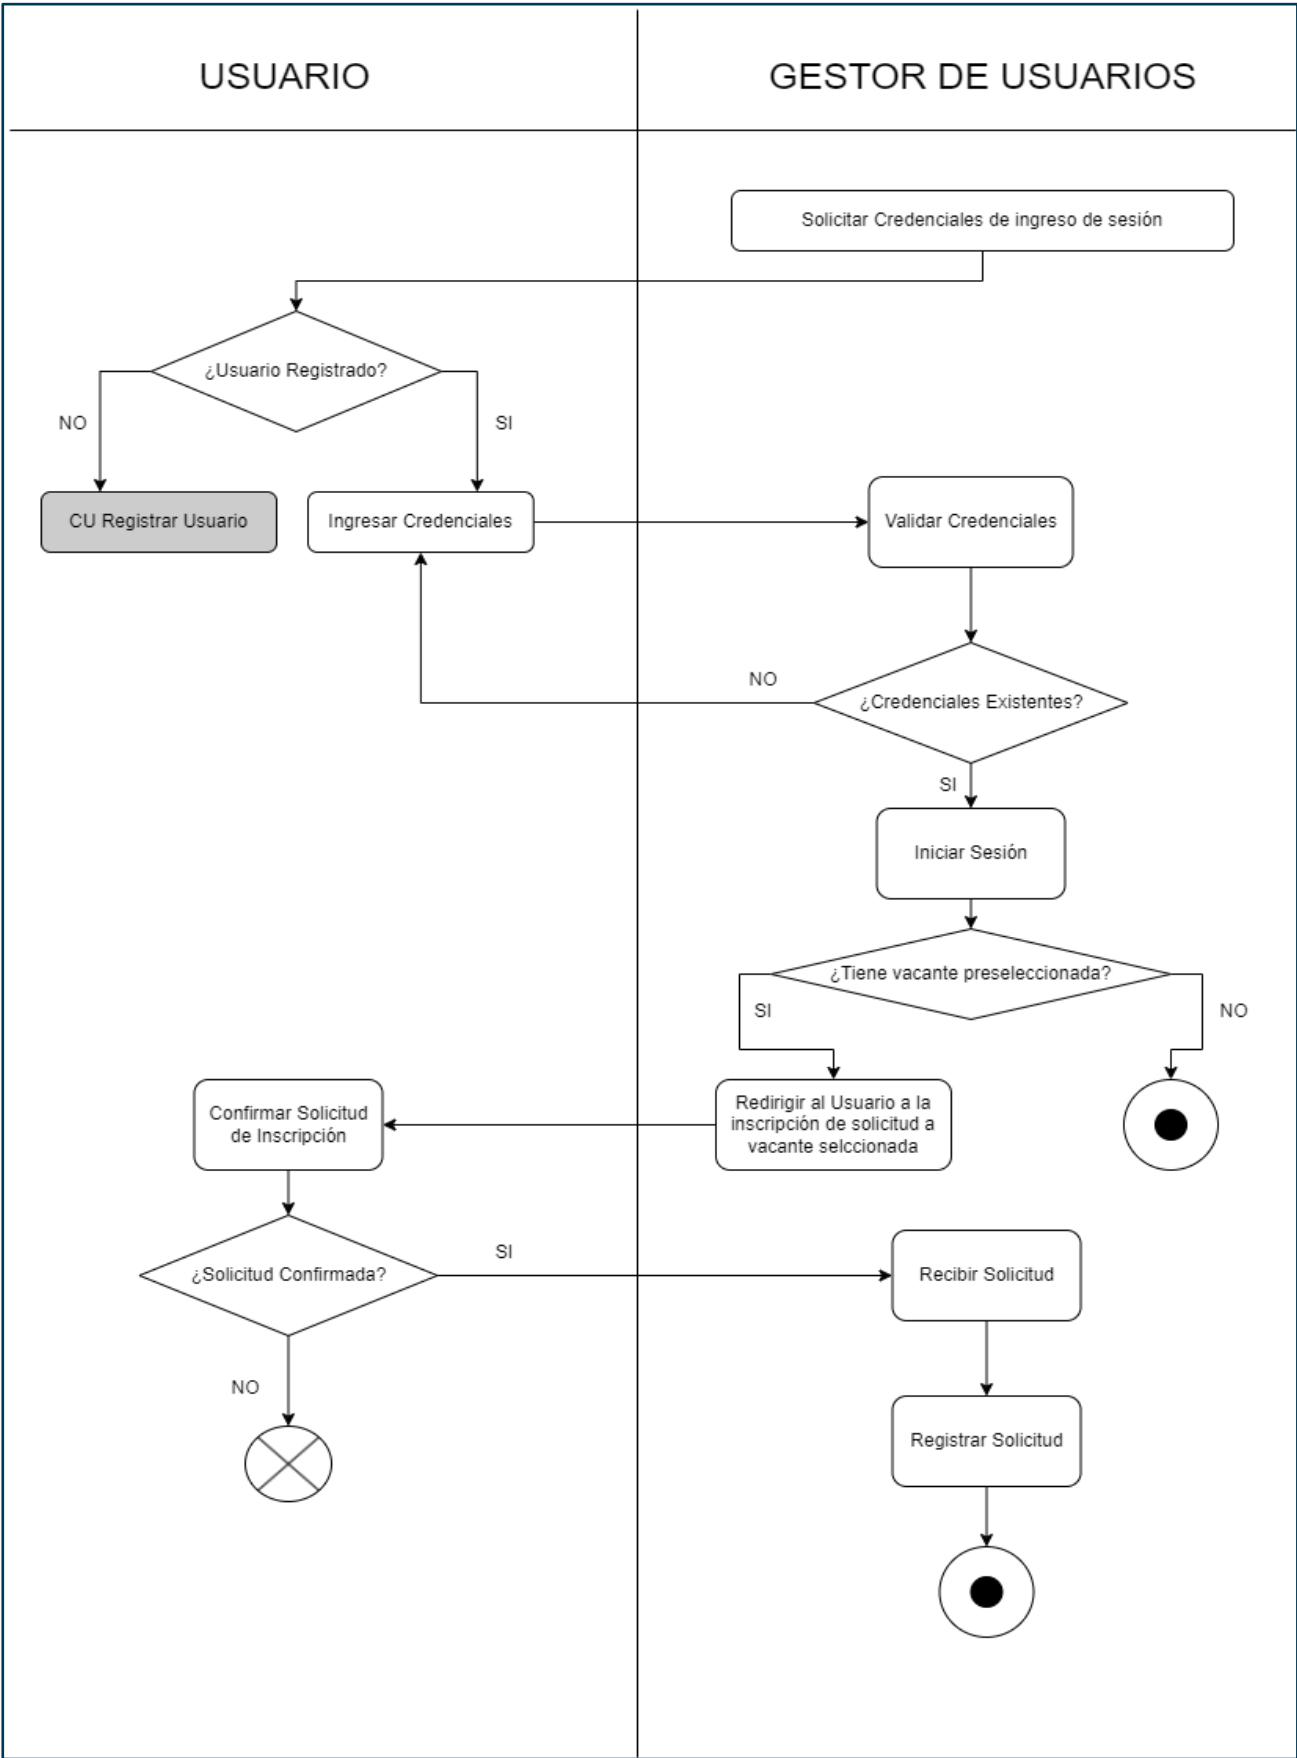 USUARIO
GESTOR DE USUARIOS
Solicitar Credenciales de ingreso de sesión
¿Usuario Registrado?
NO
SI
CU Registrar Usuario
Ingresar Credenciales
Validar Credenciales
NO
¿Credenciales Existentes?
SI
Iniciar Sesión
¿Tiene vacante preseleccionada?
SI
NO
Confirmar Solicitud
de Inscripción
Redirigir al Usuario a la
inscripción de solicitud a
vacante selccionada
¿Solicitud Confirmada?
SI
Recibir Solicitud
NO
Registrar Solicitud